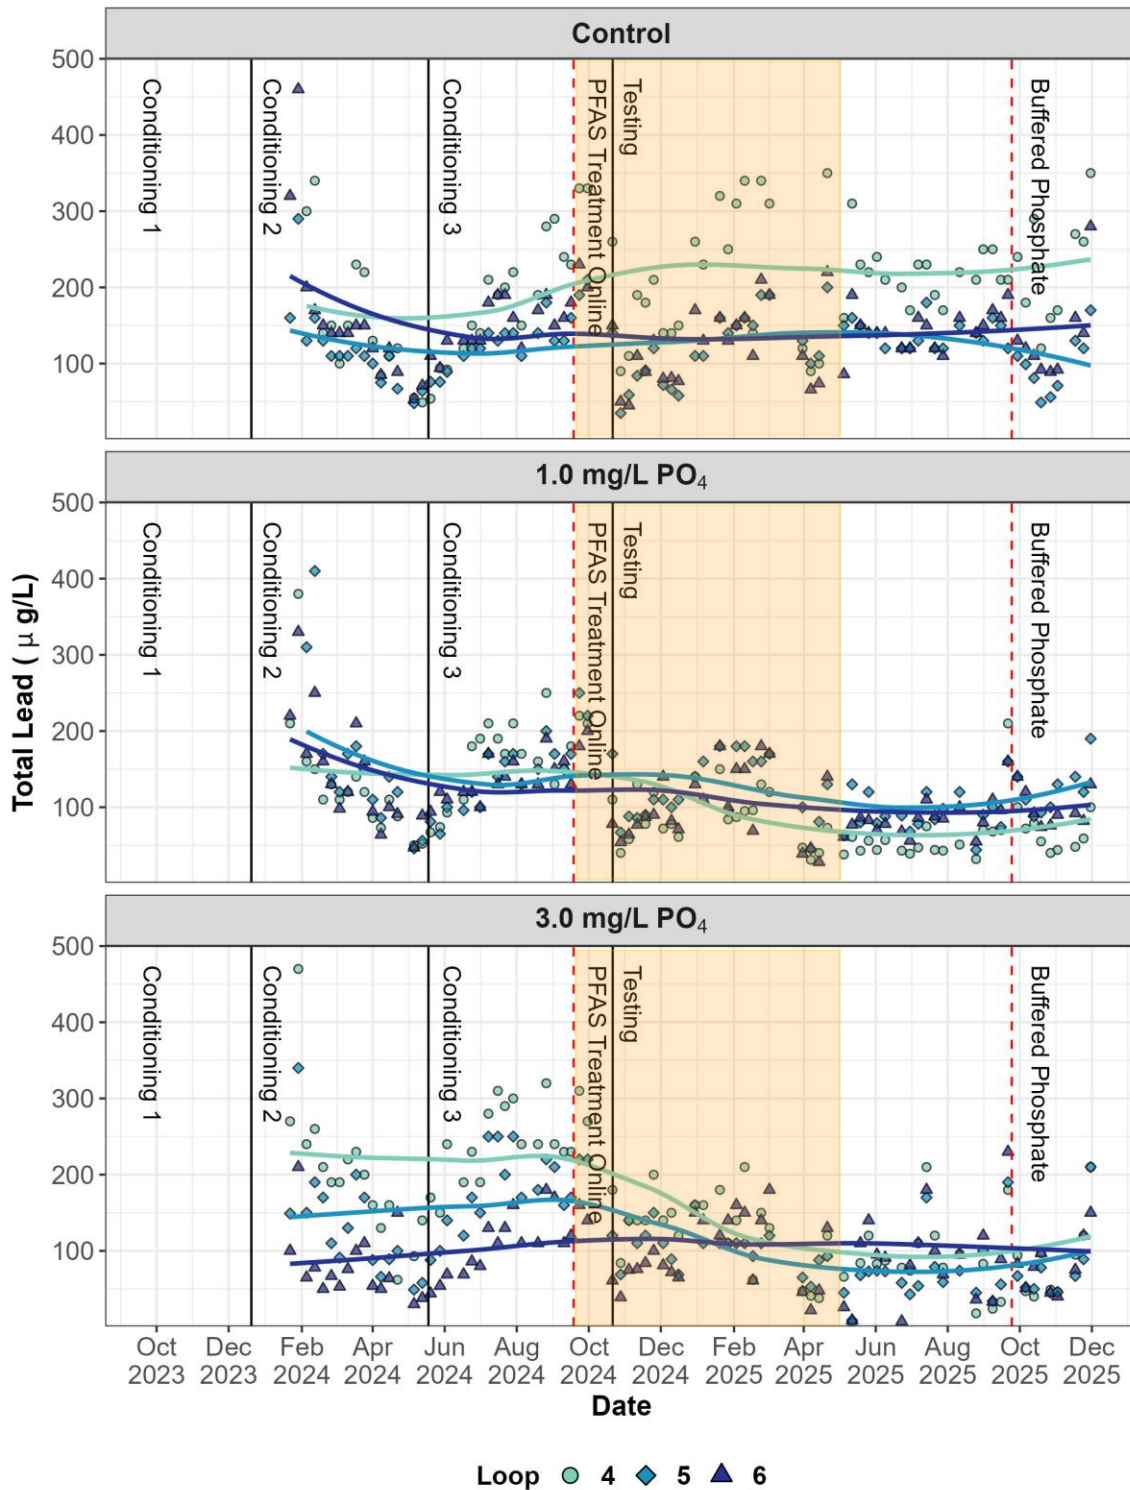 Control
500
400
300
200
100
Conditioning 1
Conditioning 2
Conditioning 3
PFAS Treatment Online
Testing
Buffered Phosphate
1.0 mg/L PO₄
500
400
300
200
100
Conditioning 1
Conditioning 2
Conditioning 3
PFAS Treatment Online
Testing
Buffered Phosphate
Total Lead ( μ g/L)
3.0 mg/L PO₄
500
400
300
200
100
Conditioning 1
Conditioning 2
Conditioning 3
PFAS Treatment Online
Testing
Buffered Phosphate
Oct Dec Feb Apr Jun Aug Oct Dec Feb Apr Jun Aug Oct Dec
2023 2023 2024 2024 2024 2024 2024 2024 2025 2025 2025 2025 2025 2025
Date
Loop 4 5 6